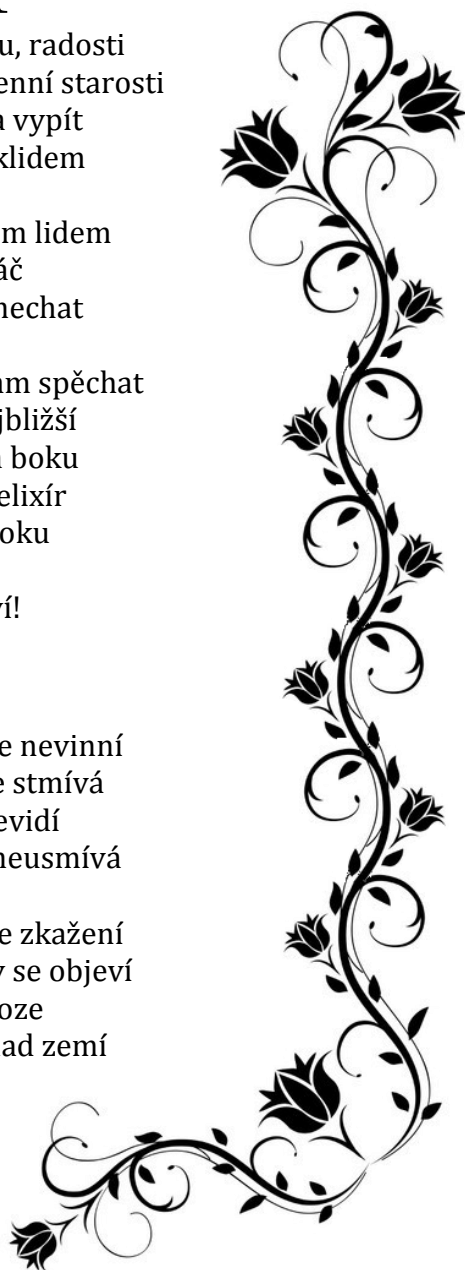 u, radosti
enní starosti
a vypít
klidem
m lidem
áč
nechat
am spěchat
jbližší
boku
elixír
oku
ví!
e nevinní
e stmívá
evidí
neusmívá
e zkažení
y se objeví
oze
ad zemí